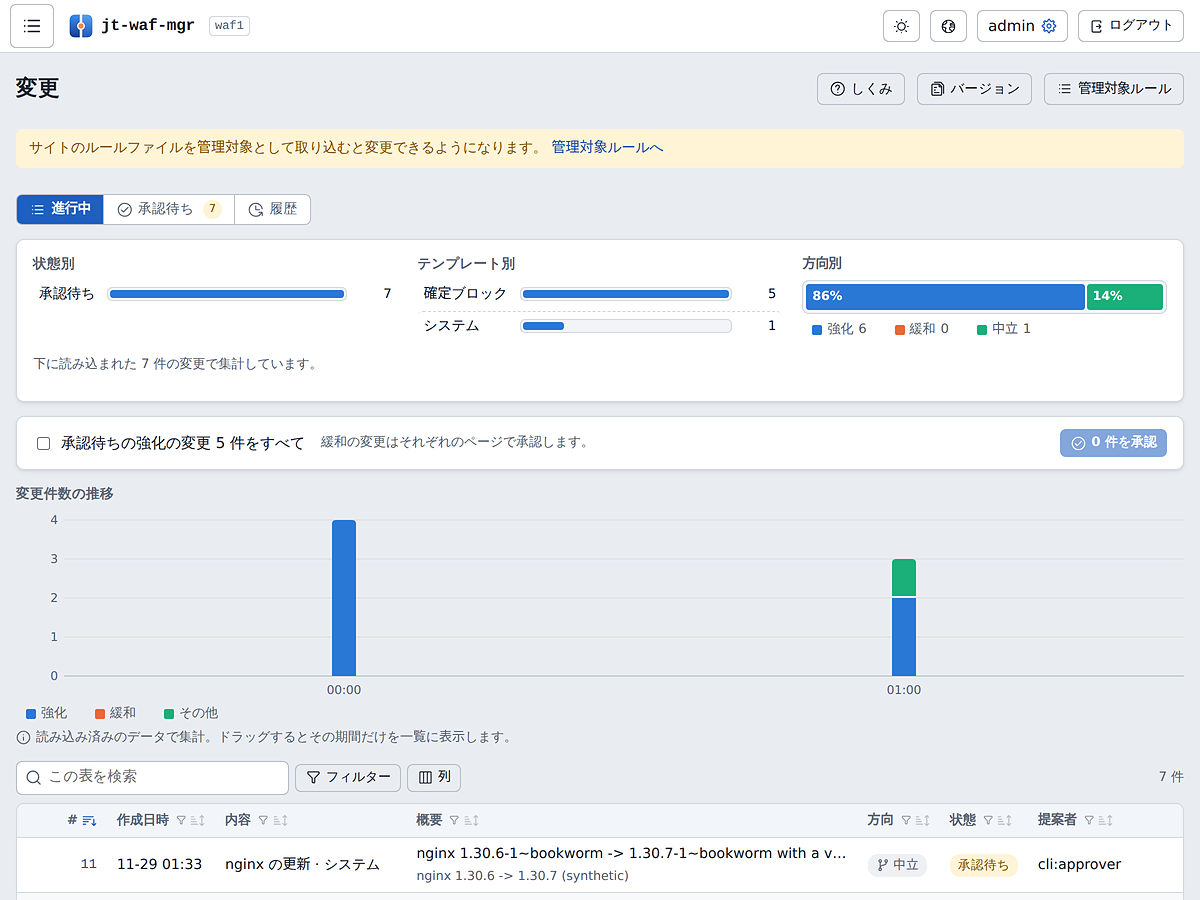 jt-waf-mgr waf1 admin ログアウト
変更 しくみ バージョン 管理対象ルール
サイトのルールファイルを管理対象として取り込むと変更できるようになります。 管理対象ルールへ
進行中 承認待ち 7 履歴
状態別 テンプレート別 方向別
承認待ち 7 確定ブロック 5 86% 14%
システム 1 強化 6 緩和 0 中立 1
下に読み込まれた 7 件の変更で集計しています。
承認待ちの強化の変更 5 件をすべて 緩和の変更はそれぞれのページで承認します。 0 件を承認
変更件数の推移
4
3
2
1
0
00:00 01:00
強化 緩和 その他
読み込み済みのデータで集計。ドラッグするとその期間だけを一覧に表示します。
この表を検索 フィルター 列 7 件
# 作成日時 内容 概要 方向 状態 提案者
11 11-29 01:33 nginx の更新 · システム nginx 1.30.6-1~bookworm -> 1.30.7-1~bookworm with a v… 中立 承認待ち cli:approver
nginx 1.30.6 -> 1.30.7 (synthetic)